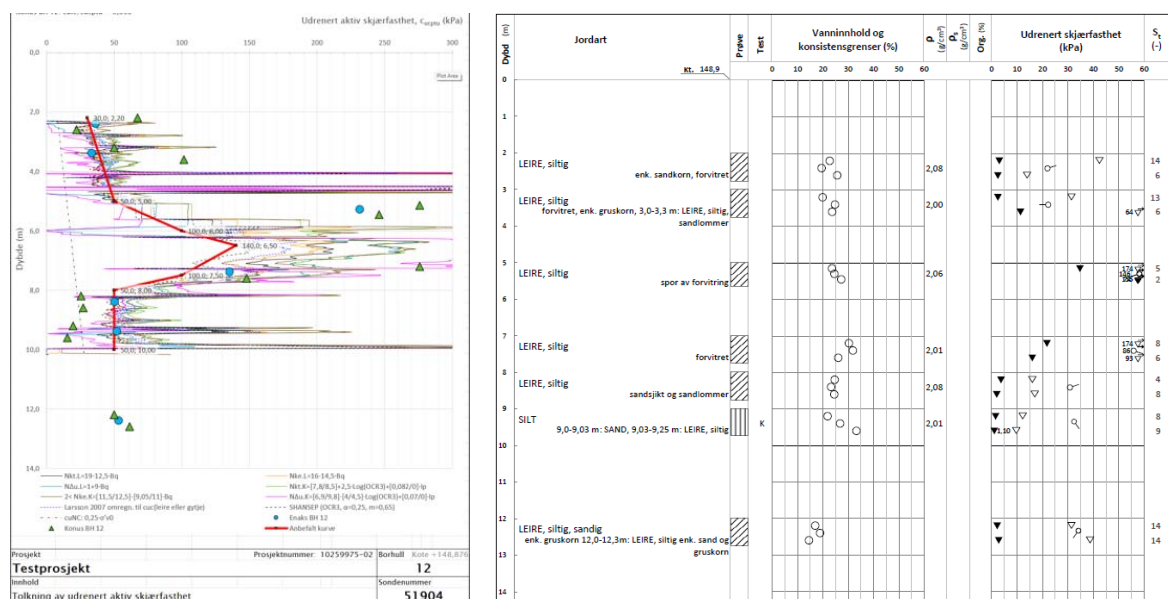 Udrenert aktiv skjærfasthet, c_ucptu (kPa)
0 50 100 150 200 250 300
Plot Area
Dybde (m)
0,0
2,0
4,0
6,0
8,0
10,0
12,0
14,0
30,0; 2,20
50,0; 5,00
100,0; 6,00
140,0; 6,50
100,0; 7,50
50,0; 8,00
50,0; 10,00
Nkt.L=19-12,5·Bq
Nke.L=16-14,5·Bq
NΔu.L=1+9·Bq
Nkt.K=[7,8/8,5]+2,5·Log(OCR3)+[0,082/0]·Ip
2< Nke.K=[11,5/12,5]-[9,05/11]·Bq
NΔu.K=[6,9/9,8]-[4/4,5]·Log(OCR3)+[0,07/0]·Ip
Larsson 2007 omregn. til cuc(leire eller gytje)
SHANSEP (OCR3, α=0,25, m=0,65)
cuNC: 0,25·σ'v0
Enaks BH 12
Konus BH 12
Anbefalt kurve
Prosjekt Prosjektnummer: 10259975-02 Borhull Kote +148,876
Testprosjekt 12
Innhold Sondenummer
Tolkning av udrenert aktiv skjærfasthet 51904
Dybd (m) Jordart Prøve Test Vanninnhold og konsistensgrenser (%) ρ (g/cm³) ρs (g/cm³) Org. (%) Udrenert skjærfasthet (kPa) St (-)
Kt. 148,9
0 10 20 30 40 50 60
0 10 20 30 40 50 60
0
1
2
LEIRE, siltig 14
enk. sandkorn, forvitret 2,08 6
3
LEIRE, siltig 13
forvitret, enk. gruskorn, 3,0-3,3 m: LEIRE, siltig, 2,00 64 6
sandlommer
4
5
LEIRE, siltig 174 5
2,06
spor av forvitring 2
6
7
LEIRE, siltig 174 8
2,01 86
forvitret 93 6
8
LEIRE, siltig 4
2,08
sandsjikt og sandlommer 8
9
SILT 8
9,0-9,03 m: SAND, 9,03-9,25 m: LEIRE, siltig K 2,01 1,10 9
10
11
12
LEIRE, siltig, sandig 14
enk. gruskorn 12,0-12,3m: LEIRE, siltig enk. sand og 14
gruskorn
13
14